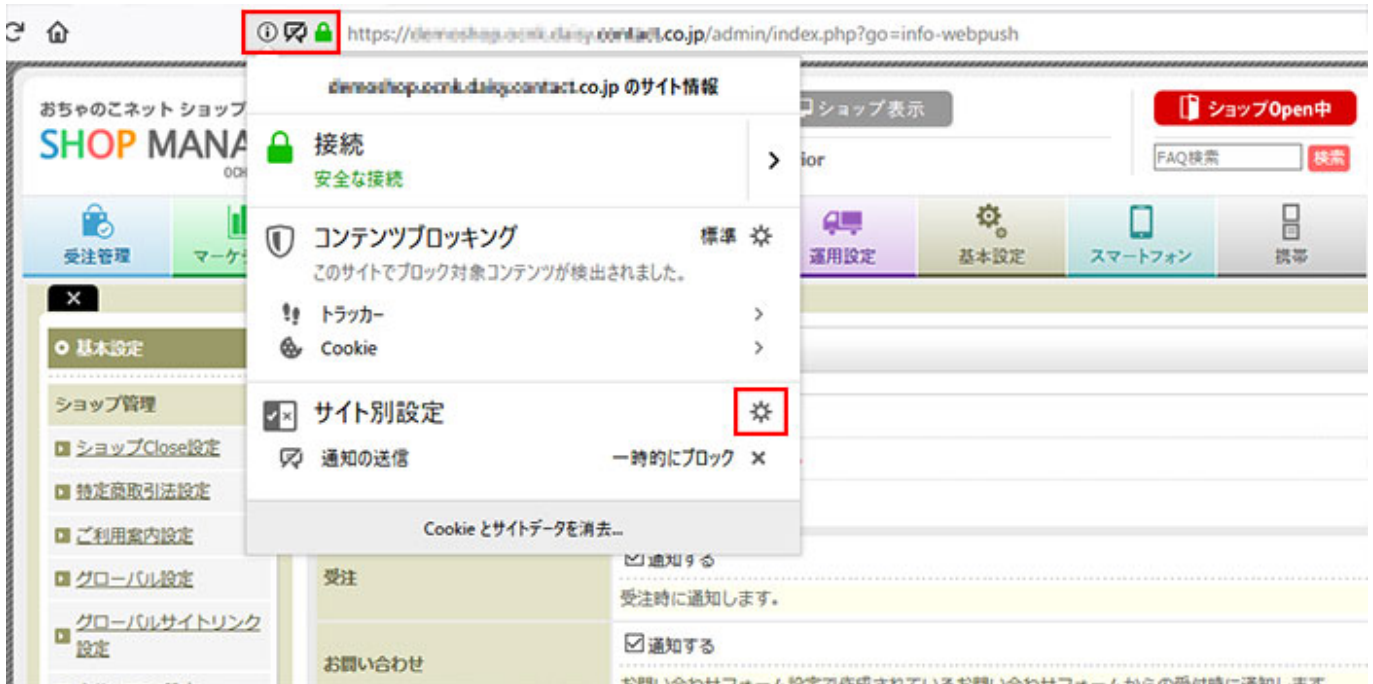 https://demoshop.ocnk.daisy.contact.co.jp/admin/index.php?go=info-webpush
demoshop.ocnk.daisy.contact.co.jp のサイト情報
接続
安全な接続
コンテンツブロッキング 標準
このサイトでブロック対象コンテンツが検出されました。
トラッカー
Cookie
サイト別設定
通知の送信 一時的にブロック
Cookie とサイトデータを消去...
おちゃのこネット ショップ
SHOP MANA
ショップ表示
ショップOpen中
ior
FAQ検索 検索
受注管理
運用設定
基本設定
スマートフォン
携帯
基本設定
ショップ管理
ショップClose設定
特定商取引法設定
ご利用案内設定
グローバル設定
グローバルサイトリンク
設定
受注
通知する
受注時に通知します。
お問い合わせ
通知する